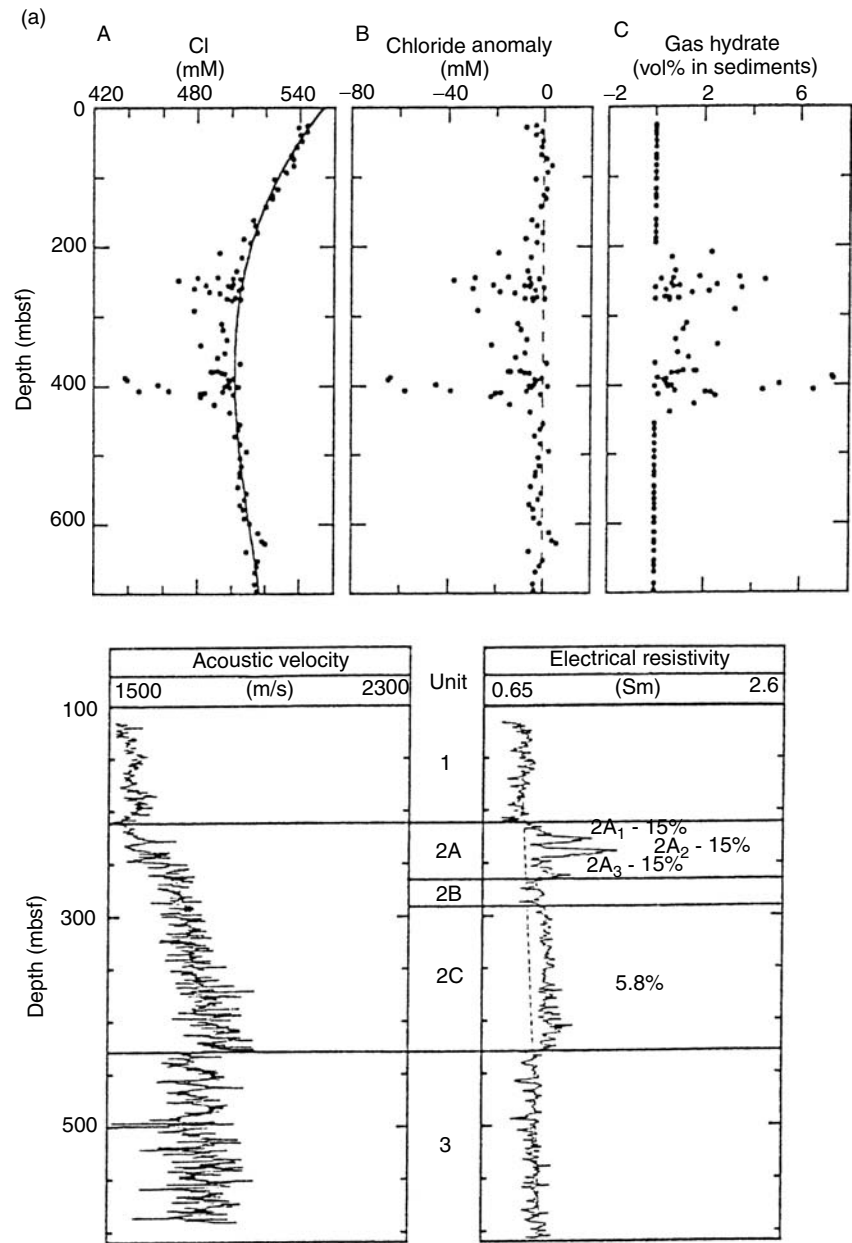 (a)
A B C
Cl Chloride anomaly Gas hydrate
(mM) (mM) (vol% in sediments)
420 480 540 −80 −40 0 −2 2 6
0
200
400
600
Depth (mbsf)
Acoustic velocity Unit Electrical resistivity
1500 (m/s) 2300 0.65 (Sm) 2.6
100
300
500
Depth (mbsf)
1
2A
2B
2C
3
2A1 - 15%
2A2 - 15%
2A3 - 15%
5.8%